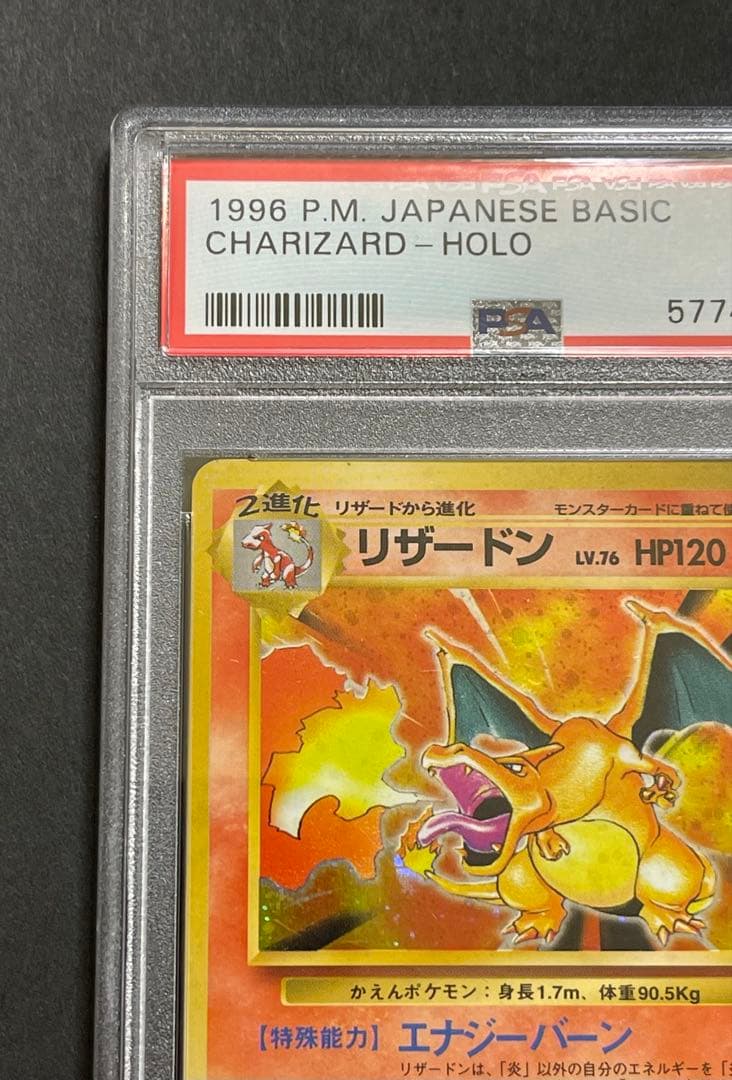 1996 P.M. JAPANESE BASIC
CHARIZARD – HOLO
PSA
5774
2進化 リザードから進化
モンスターカードに重ねて使
リザードン LV.76 HP120
かえんポケモン：身長1.7m、体重90.5Kg
【特殊能力】エナジーバーン
リザードンは、「炎」以外の自分のエネルギーを「